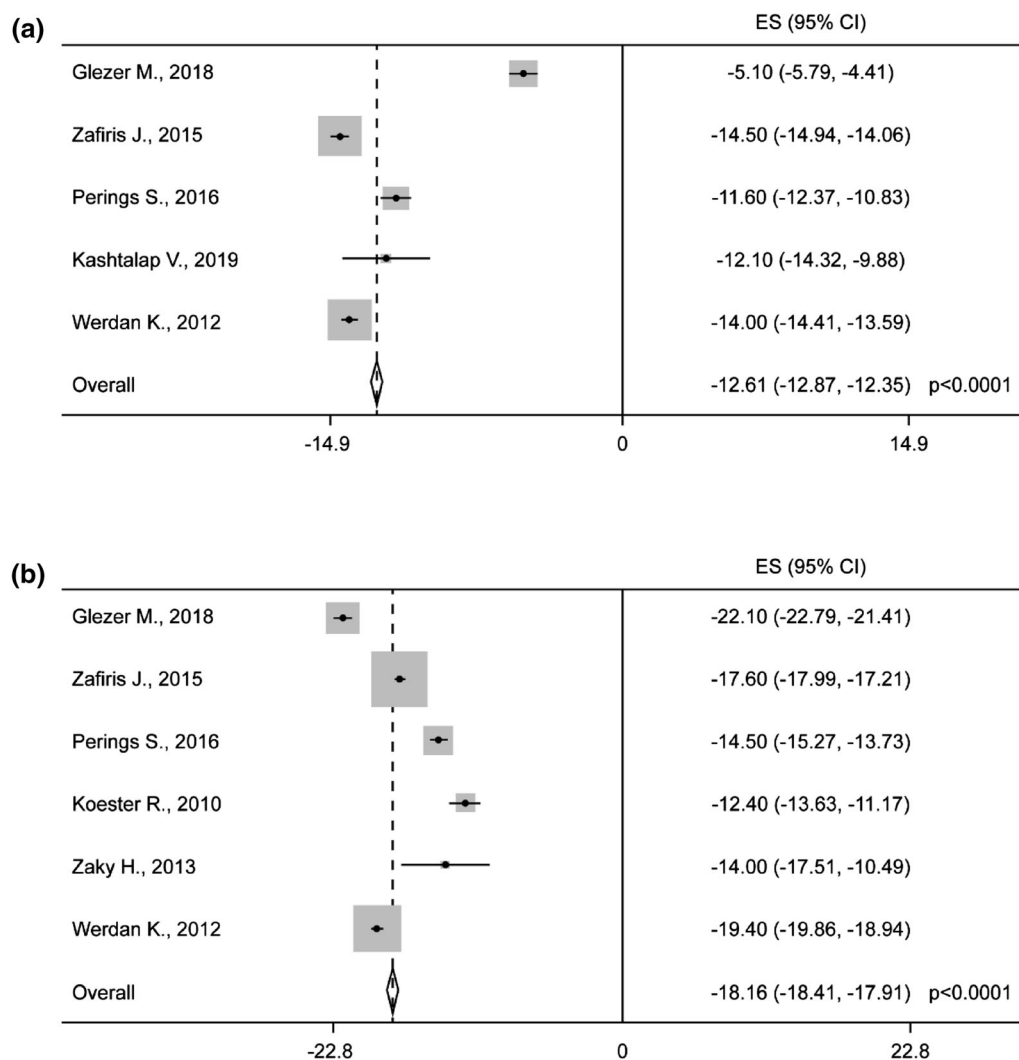 (a)
ES (95% CI)
Glezer M., 2018 -5.10 (-5.79, -4.41)
Zafiris J., 2015 -14.50 (-14.94, -14.06)
Perings S., 2016 -11.60 (-12.37, -10.83)
Kashtalap V., 2019 -12.10 (-14.32, -9.88)
Werdan K., 2012 -14.00 (-14.41, -13.59)
Overall -12.61 (-12.87, -12.35) p<0.0001
-14.9 0 14.9
(b)
ES (95% CI)
Glezer M., 2018 -22.10 (-22.79, -21.41)
Zafiris J., 2015 -17.60 (-17.99, -17.21)
Perings S., 2016 -14.50 (-15.27, -13.73)
Koester R., 2010 -12.40 (-13.63, -11.17)
Zaky H., 2013 -14.00 (-17.51, -10.49)
Werdan K., 2012 -19.40 (-19.86, -18.94)
Overall -18.16 (-18.41, -17.91) p<0.0001
-22.8 0 22.8